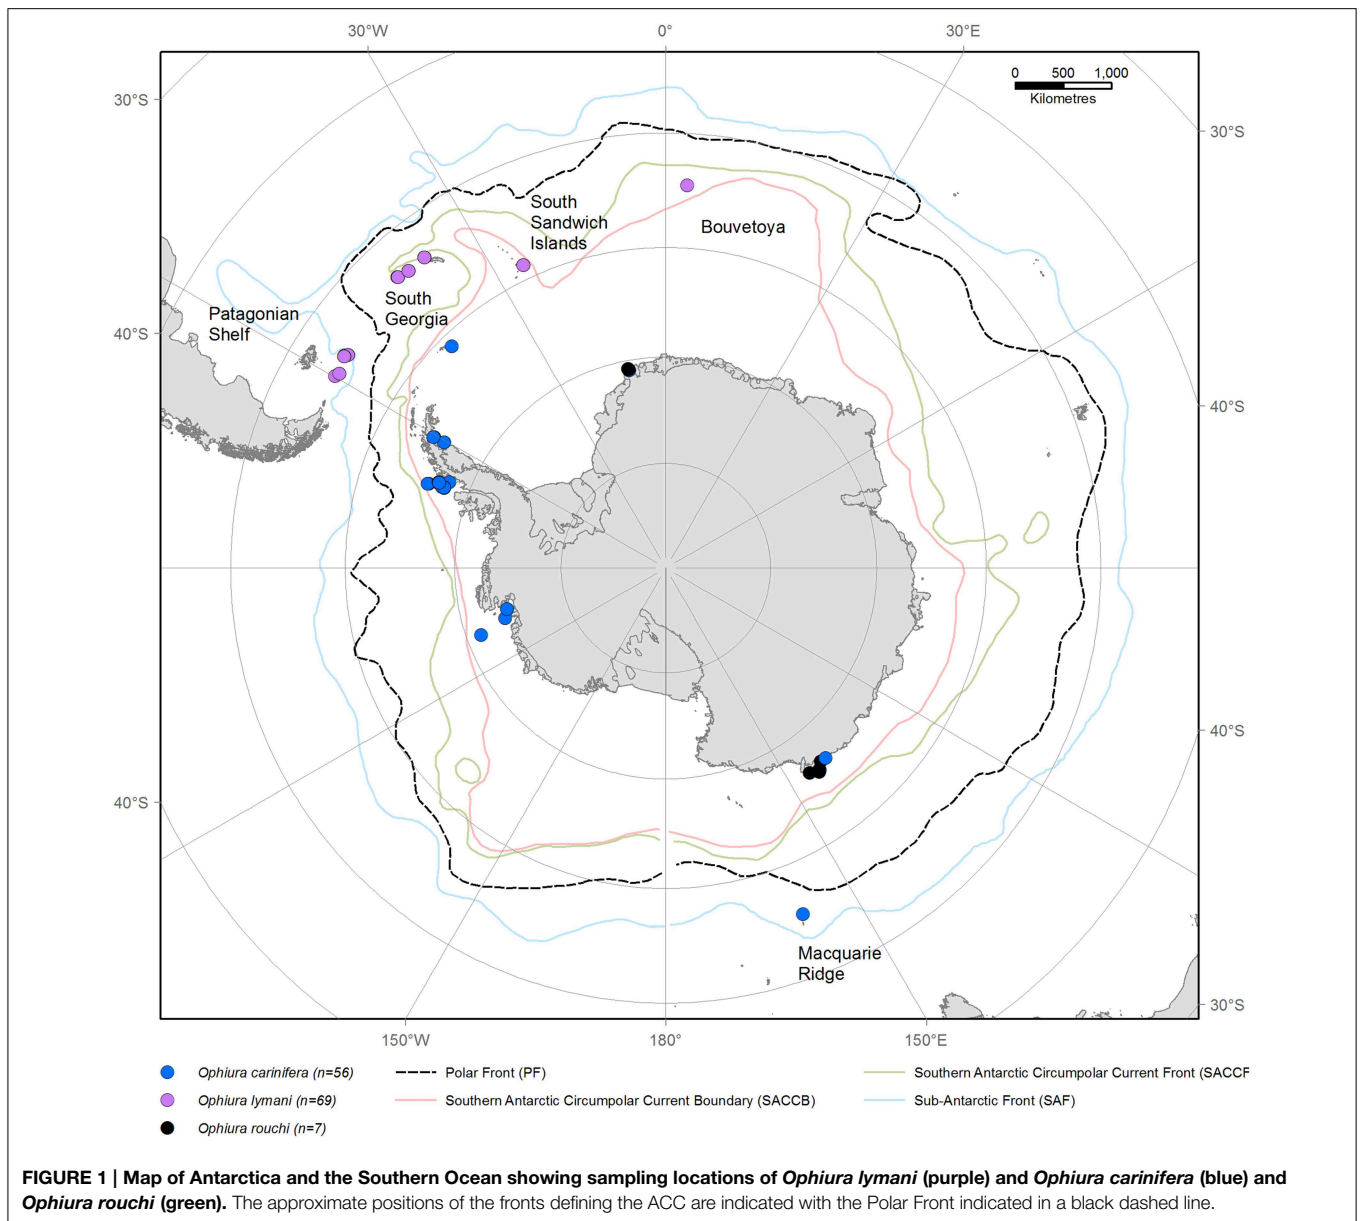 30°W 0° 30°E
0 500 1,000
Kilometres
30°S
30°S
South
Sandwich
Islands
Bouvetoya
South
Georgia
Patagonian
Shelf
40°S
40°S
40°S
40°S
Macquarie
Ridge
30°S
150°W 180° 150°E
Ophiura carinifera (n=56) Polar Front (PF) Southern Antarctic Circumpolar Current Front (SACCF
Ophiura lymani (n=69) Southern Antarctic Circumpolar Current Boundary (SACCB) Sub-Antarctic Front (SAF)
Ophiura rouchi (n=7)
FIGURE 1 | Map of Antarctica and the Southern Ocean showing sampling locations of Ophiura lymani (purple) and Ophiura carinifera (blue) and
Ophiura rouchi (green). The approximate positions of the fronts defining the ACC are indicated with the Polar Front indicated in a black dashed line.